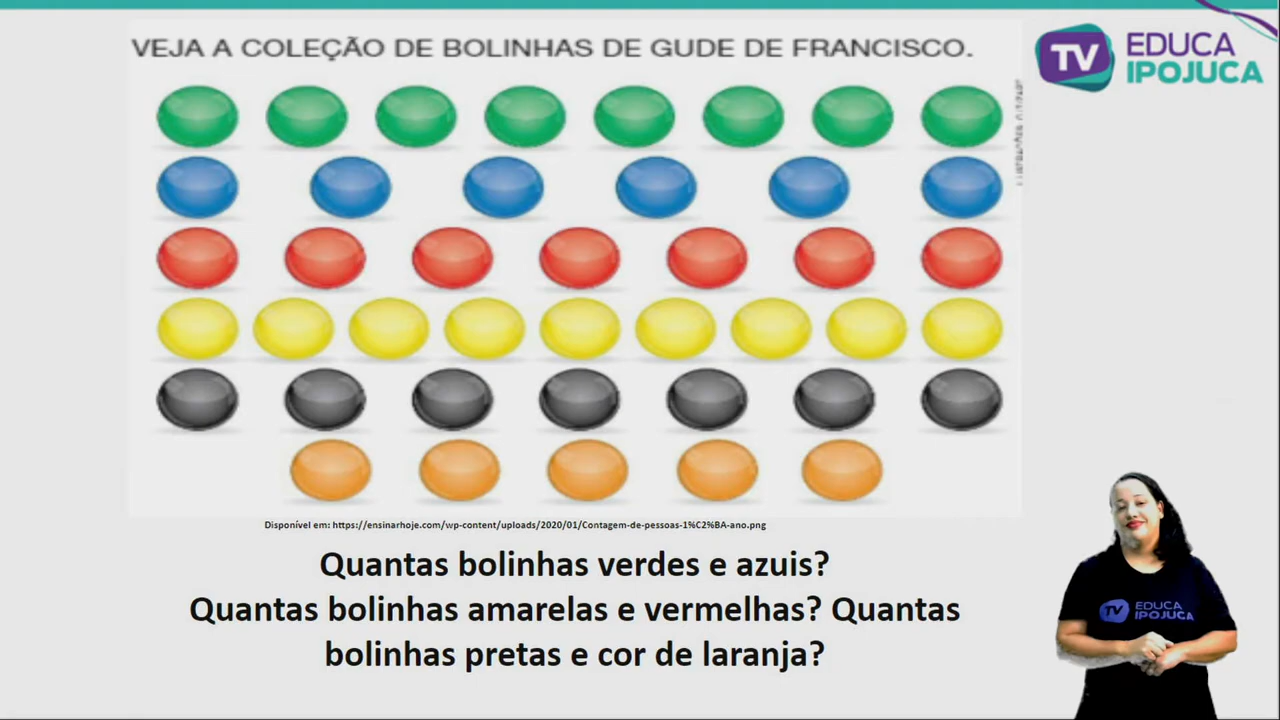 VEJA A COLEÇÃO DE BOLINHAS DE GUDE DE FRANCISCO.
TV EDUCA
IPOJUCA
Disponível em: https://ensinarhoje.com/wp-content/uploads/2020/01/Contagem-de-pessoas-1%C2%BA-ano.png
Quantas bolinhas verdes e azuis?
Quantas bolinhas amarelas e vermelhas? Quantas
bolinhas pretas e cor de laranja?
TV EDUCA
IPOJUCA